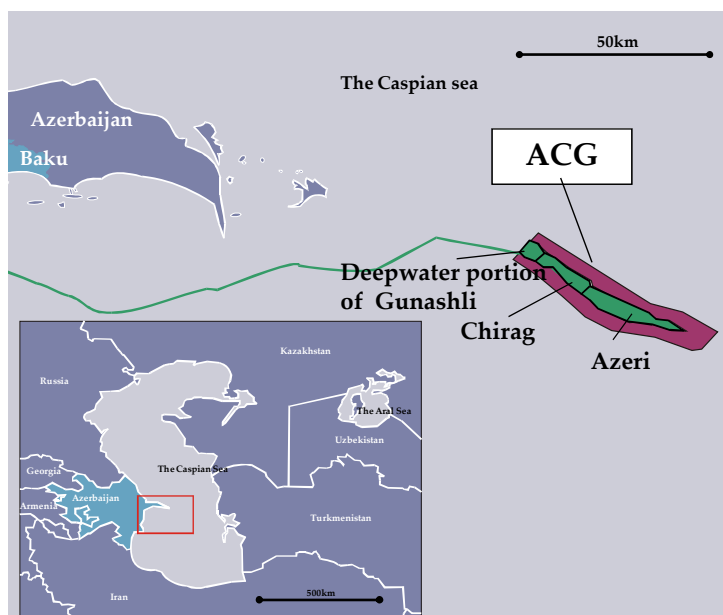 50km
The Caspian sea
Azerbaijan
Baku
ACG
Deepwater portion
of Gunashli
Chirag
Azeri
Kazakhstan
Russia
The Aral Sea
Uzbekistan
The Caspian Sea
Georgia
Azerbaijan
Armenia
Turkmenistan
Iran
500km